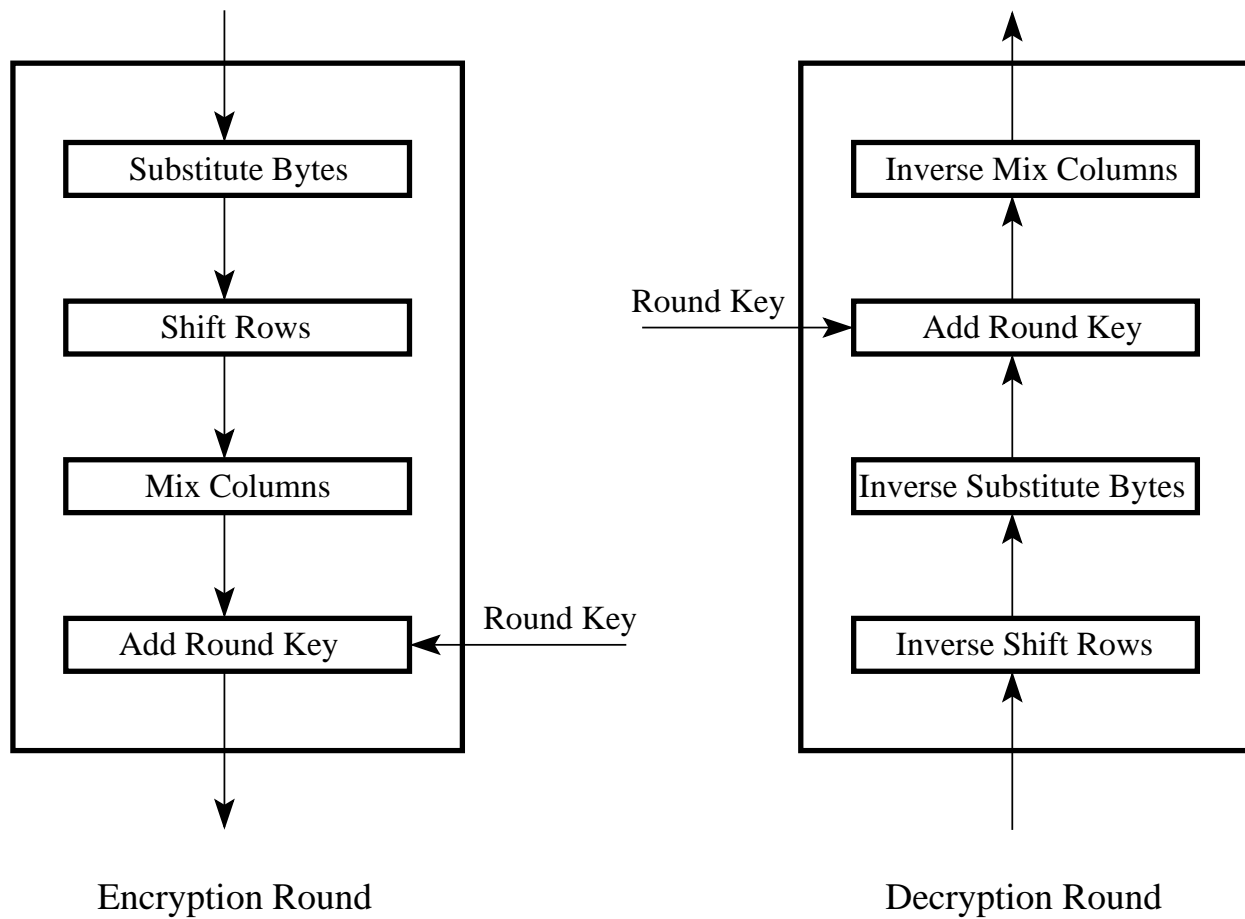 Substitute Bytes
Shift Rows
Mix Columns
Add Round Key
Round Key
Encryption Round
Inverse Mix Columns
Round Key
Add Round Key
Inverse Substitute Bytes
Inverse Shift Rows
Decryption Round